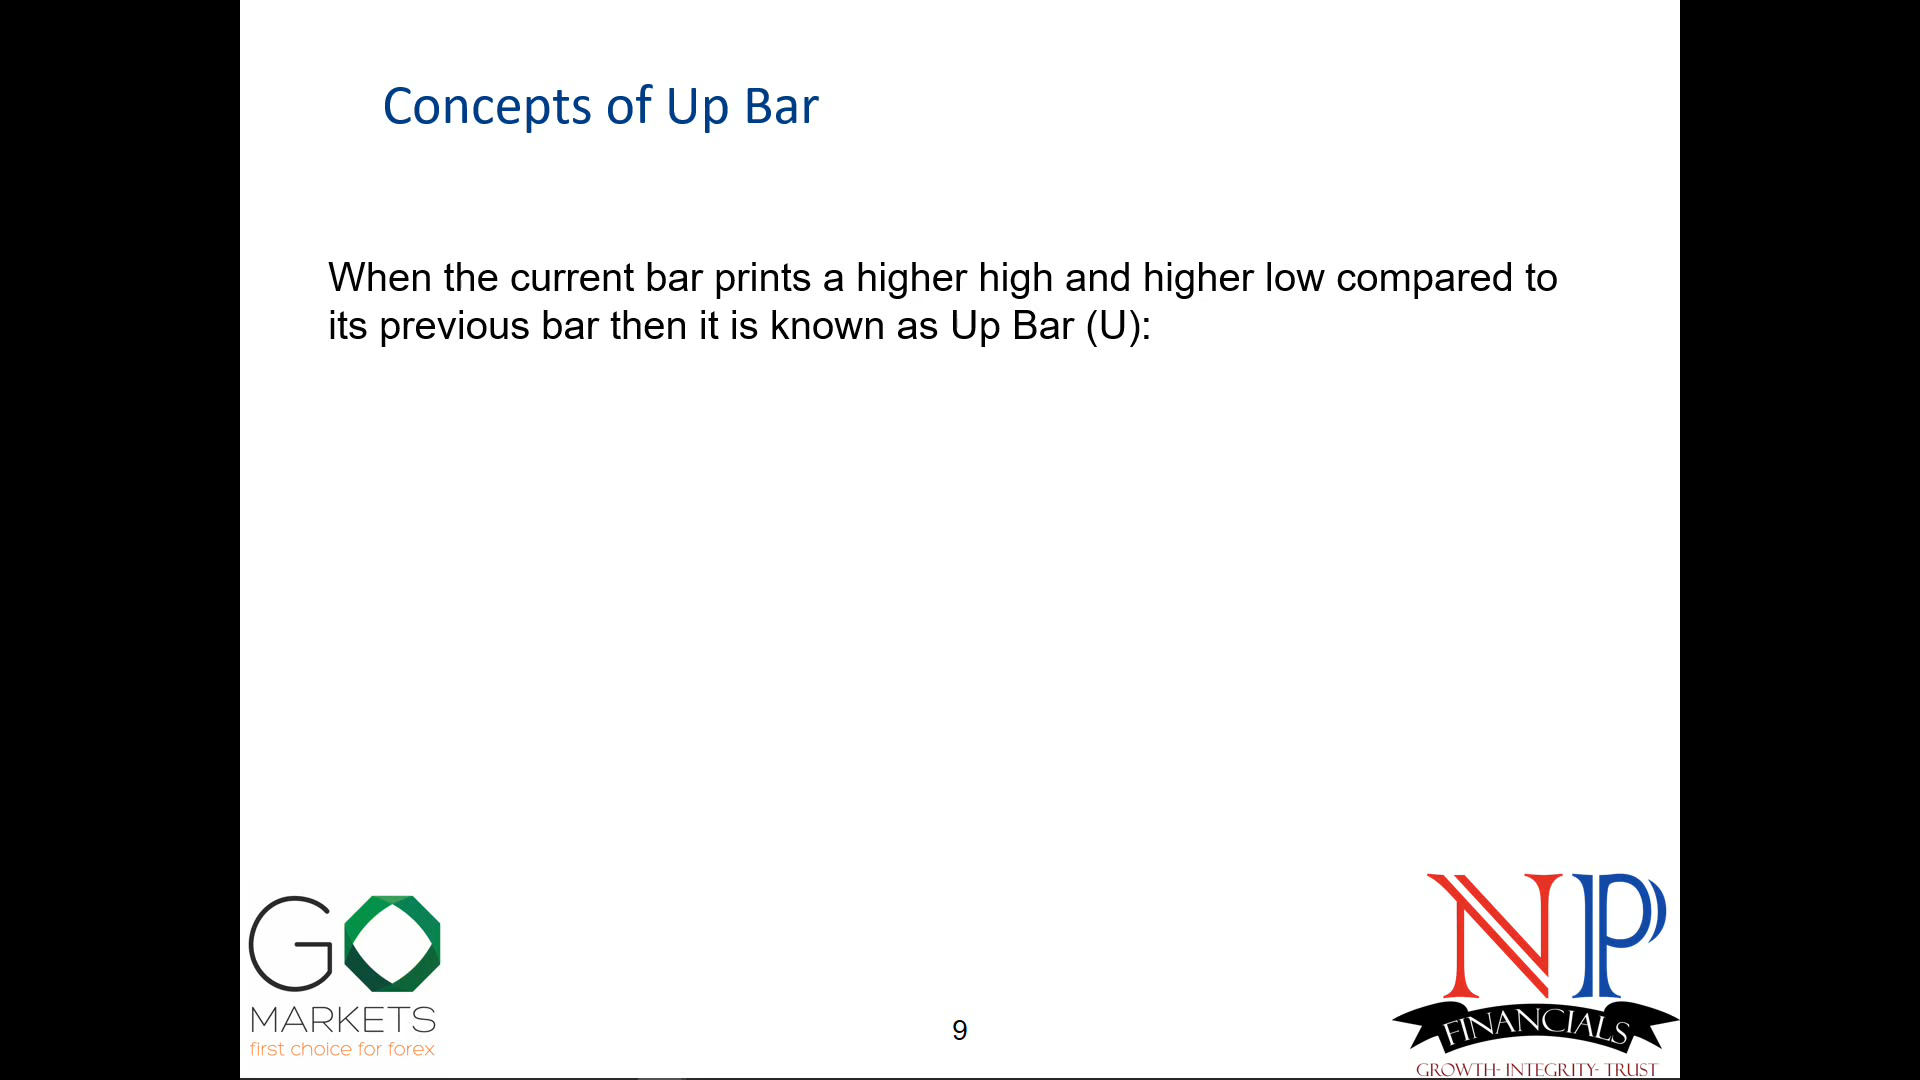 Concepts of Up Bar
When the current bar prints a higher high and higher low compared to
its previous bar then it is known as Up Bar (U):
GO
MARKETS
first choice for forex
9
NP
FINANCIALS
GROWTH- INTEGRITY- TRUST